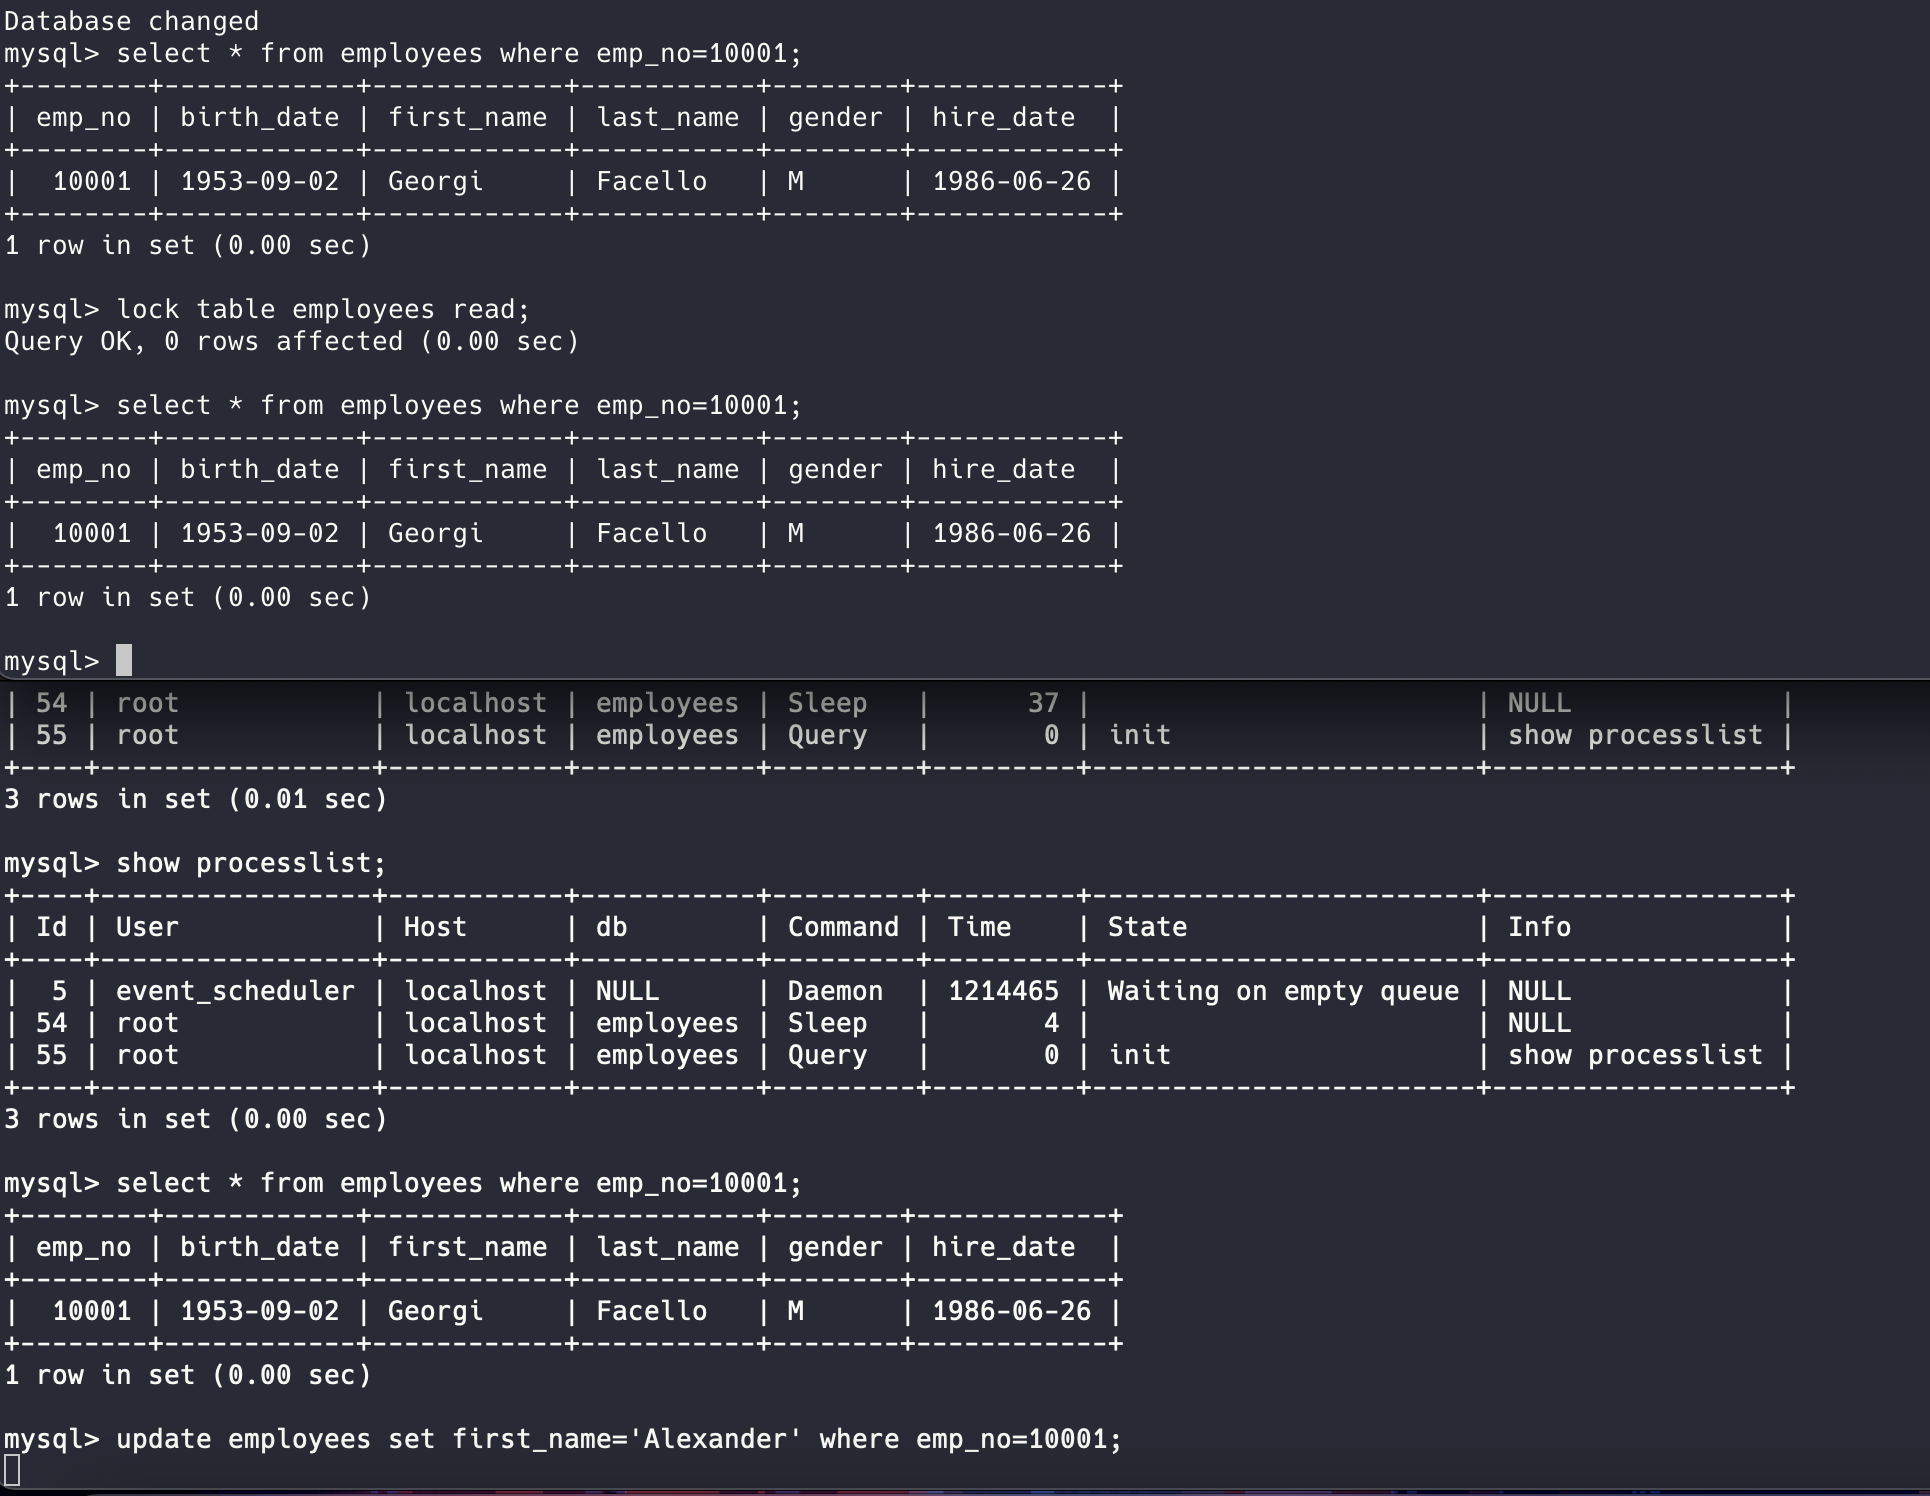 Database changed
mysql> select * from employees where emp_no=10001;
+--------+------------+------------+-----------+--------+------------+
| emp_no | birth_date | first_name | last_name | gender | hire_date  |
+--------+------------+------------+-----------+--------+------------+
|  10001 | 1953-09-02 | Georgi     | Facello   | M      | 1986-06-26 |
+--------+------------+------------+-----------+--------+------------+
1 row in set (0.00 sec)

mysql> lock table employees read;
Query OK, 0 rows affected (0.00 sec)

mysql> select * from employees where emp_no=10001;
+--------+------------+------------+-----------+--------+------------+
| emp_no | birth_date | first_name | last_name | gender | hire_date  |
+--------+------------+------------+-----------+--------+------------+
|  10001 | 1953-09-02 | Georgi     | Facello   | M      | 1986-06-26 |
+--------+------------+------------+-----------+--------+------------+
1 row in set (0.00 sec)

mysql>
| 54 | root            | localhost | employees | Sleep   |      37 |                        | NULL             |
| 55 | root            | localhost | employees | Query   |       0 | init                   | show processlist |
+----+-----------------+-----------+-----------+---------+---------+------------------------+------------------+
3 rows in set (0.01 sec)

mysql> show processlist;
+----+-----------------+-----------+-----------+---------+---------+------------------------+------------------+
| Id | User            | Host      | db        | Command | Time    | State                  | Info             |
+----+-----------------+-----------+-----------+---------+---------+------------------------+------------------+
|  5 | event_scheduler | localhost | NULL      | Daemon  | 1214465 | Waiting on empty queue | NULL             |
| 54 | root            | localhost | employees | Sleep   |       4 |                        | NULL             |
| 55 | root            | localhost | employees | Query   |       0 | init                   | show processlist |
+----+-----------------+-----------+-----------+---------+---------+------------------------+------------------+
3 rows in set (0.00 sec)

mysql> select * from employees where emp_no=10001;
+--------+------------+------------+-----------+--------+------------+
| emp_no | birth_date | first_name | last_name | gender | hire_date  |
+--------+------------+------------+-----------+--------+------------+
|  10001 | 1953-09-02 | Georgi     | Facello   | M      | 1986-06-26 |
+--------+------------+------------+-----------+--------+------------+
1 row in set (0.00 sec)

mysql> update employees set first_name='Alexander' where emp_no=10001;